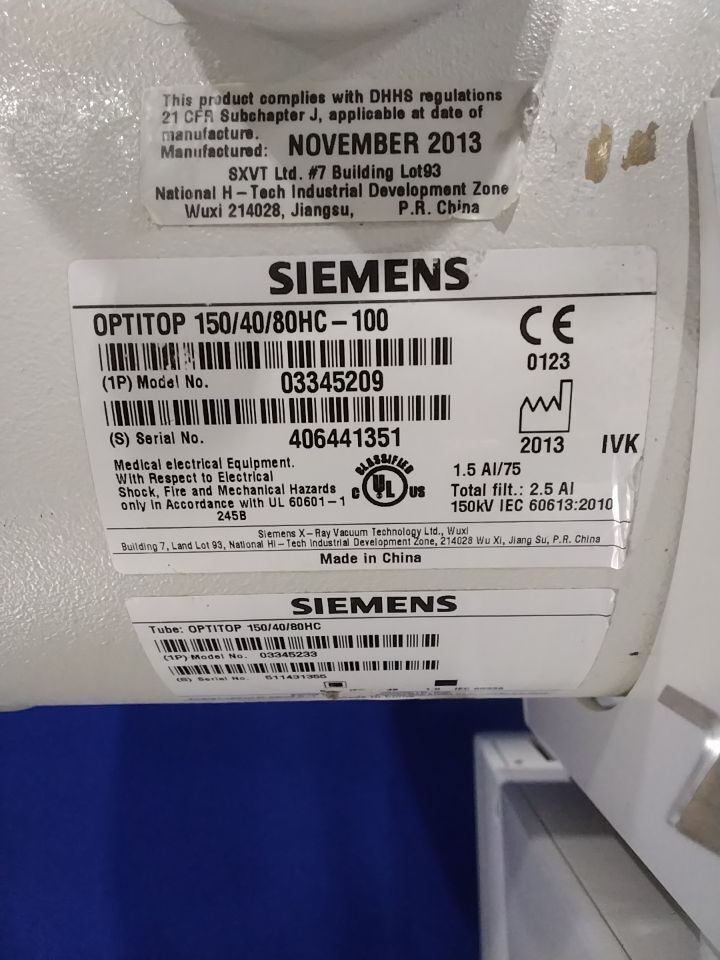 This product complies with DHHS regulations
21 CFR Subchapter J, applicable at date of
manufacture.
Manufactured: NOVEMBER 2013
SXVT Ltd. #7 Building Lot93
National H-Tech Industrial Development Zone
Wuxi 214028, Jiangsu, P.R. China
SIEMENS
OPTITOP 150/40/80HC-100
CE
0123
(1P) Model No. 03345209
(S) Serial No. 406441351
2013 IVK
Medical electrical Equipment.
With Respect to Electrical
Shock, Fire and Mechanical Hazards
only in Accordance with UL 60601-1
245B
CLASSIFIED
C UL US
1.5 Al/75
Total filt.: 2.5 Al
150kV IEC 60613:2010
Siemens X-Ray Vacuum Technology Ltd., Wuxi
Building 7, Land Lot 93, National Hi-Tech Industrial Development Zone, 214028 Wu Xi, Jiang Su, P.R. China
Made in China
SIEMENS
Tube: OPTITOP 150/40/80HC
(1P) Model No. 03345233
(S) Serial No. 511431355